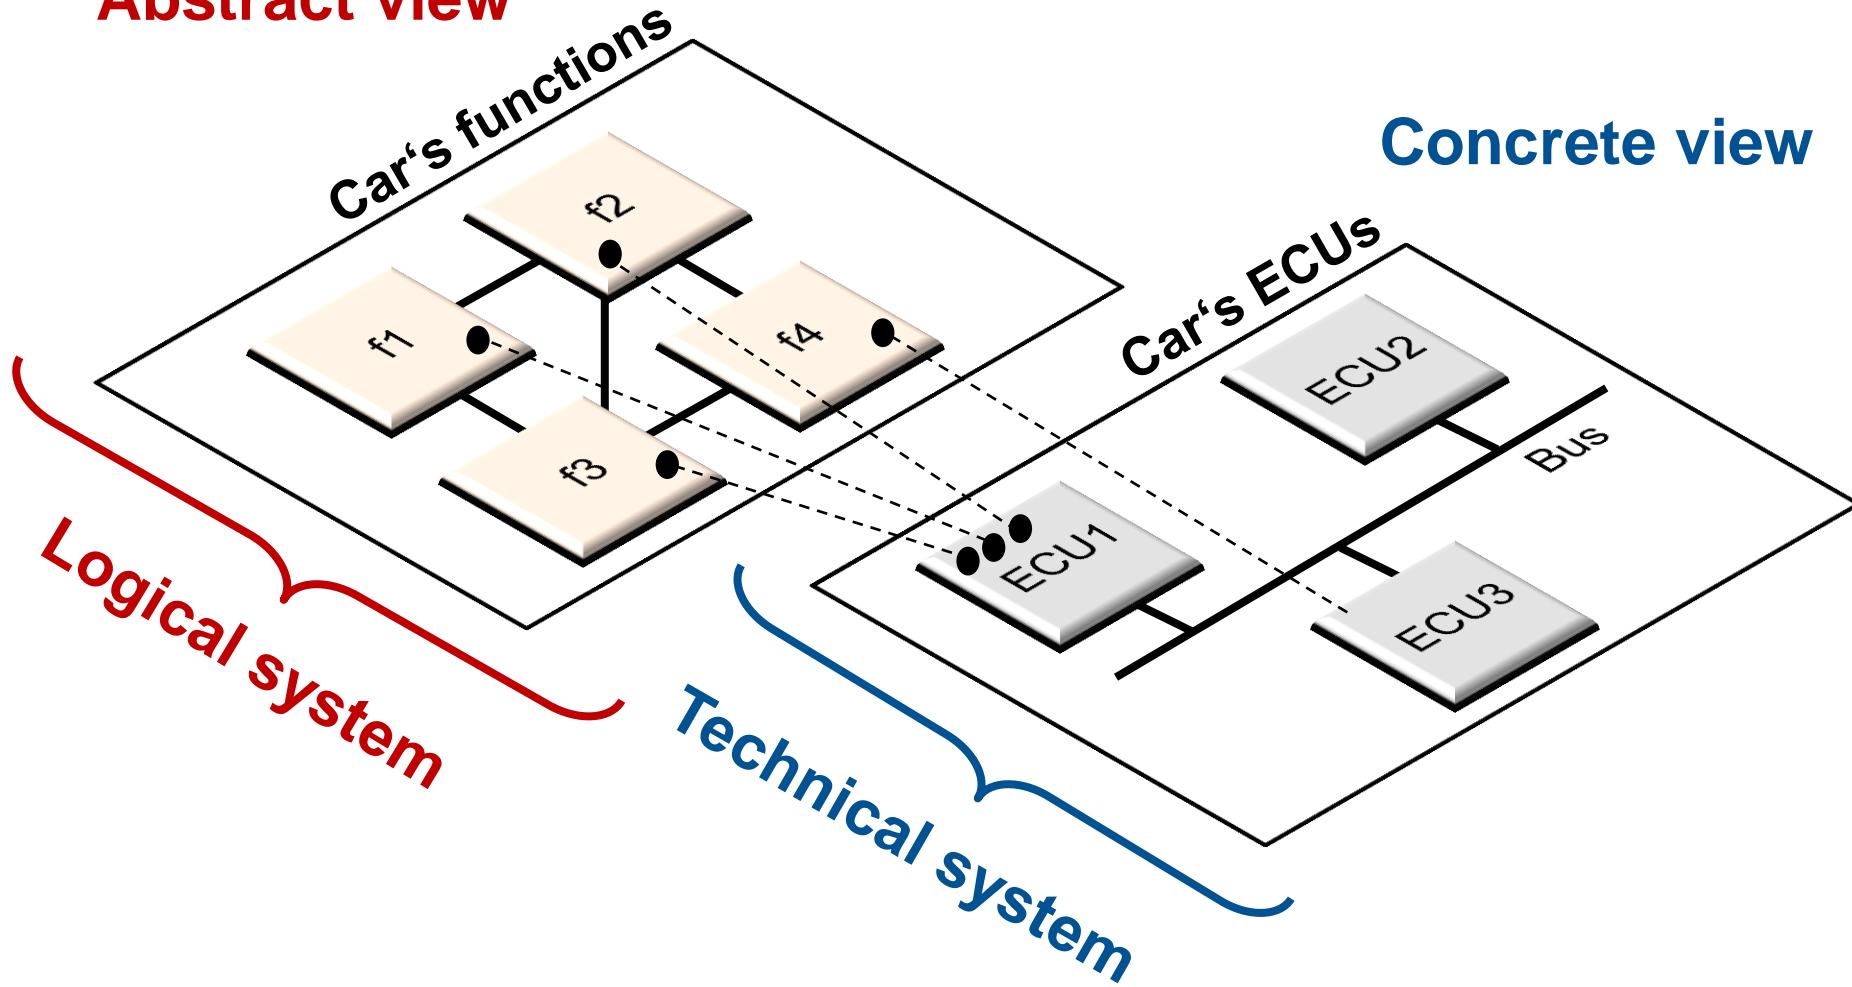 Abstract view
Car‘s functions
Concrete view
f2
f1
f4
f3
Car‘s ECUs
ECU2
Bus
ECU1
ECU3
Logical system
Technical system